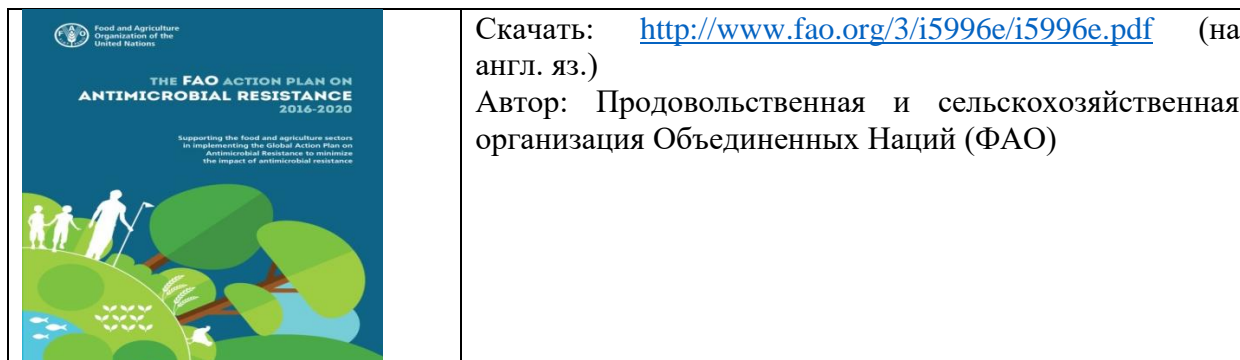 Food and Agriculture
Organization of the
United Nations
THE FAO ACTION PLAN ON
ANTIMICROBIAL RESISTANCE
2016-2020
Supporting the food and agriculture sectors
in implementing the Global Action Plan on
Antimicrobial Resistance to minimize
the impact of antimicrobial resistance
Скачать: http://www.fao.org/3/i5996e/i5996e.pdf (на
англ. яз.)
Автор: Продовольственная и сельскохозяйственная
организация Объединенных Наций (ФАО)